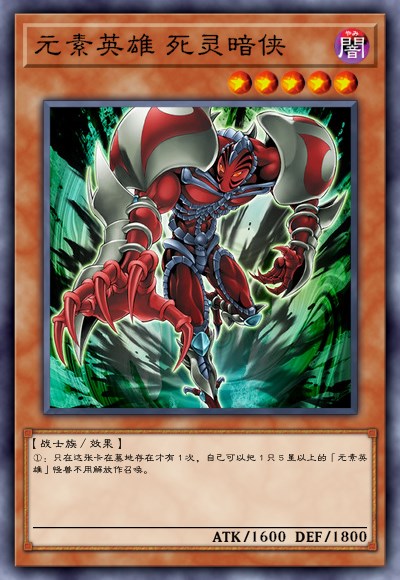 元素英雄 死灵暗侠
やみ
闇
【战士族／效果】
①：只在这张卡在墓地存在才有1次，自己可以把1只5星以上的「元素英
雄」怪兽不用解放作召唤。
ATK/1600 DEF/1800